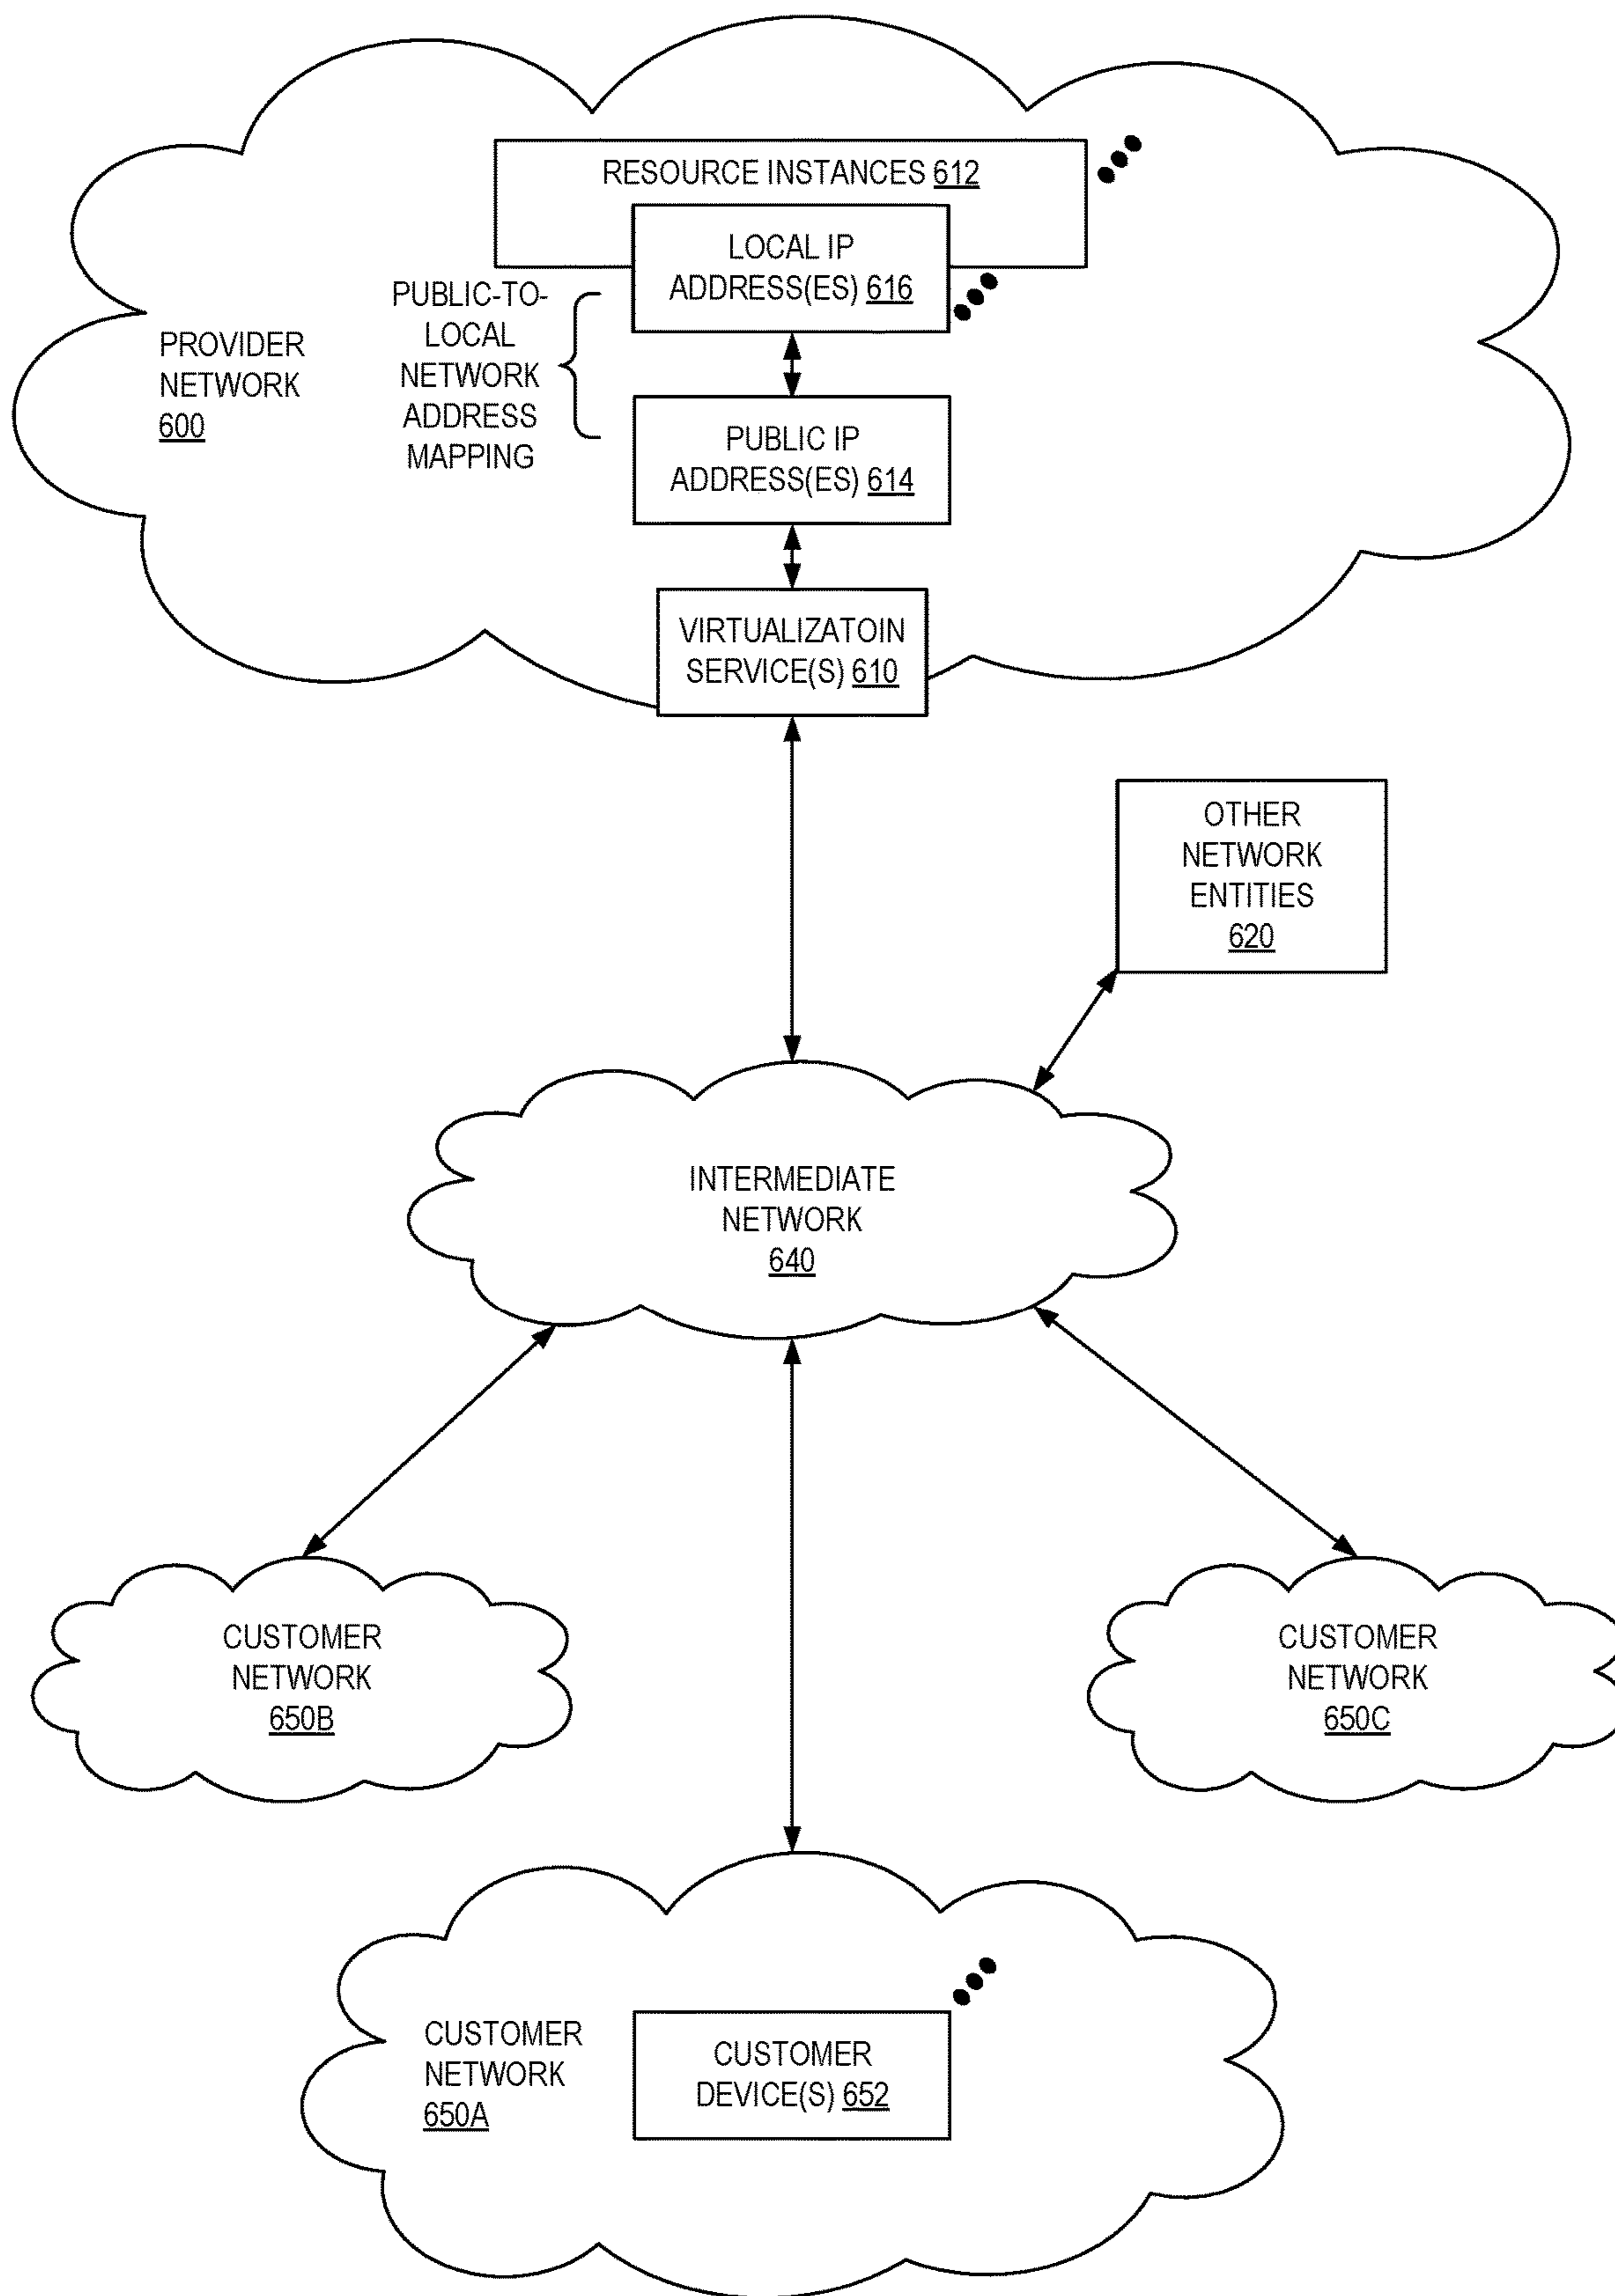 RESOURCE INSTANCES 612
LOCAL IP
ADDRESS(ES) 616
PUBLIC-TO-
LOCAL
NETWORK
ADDRESS
MAPPING
PROVIDER
NETWORK
600
PUBLIC IP
ADDRESS(ES) 614
VIRTUALIZATOIN
SERVICE(S) 610
OTHER
NETWORK
ENTITIES
620
INTERMEDIATE
NETWORK
640
CUSTOMER
NETWORK
650B
CUSTOMER
NETWORK
650C
CUSTOMER
NETWORK
650A
CUSTOMER
DEVICE(S) 652